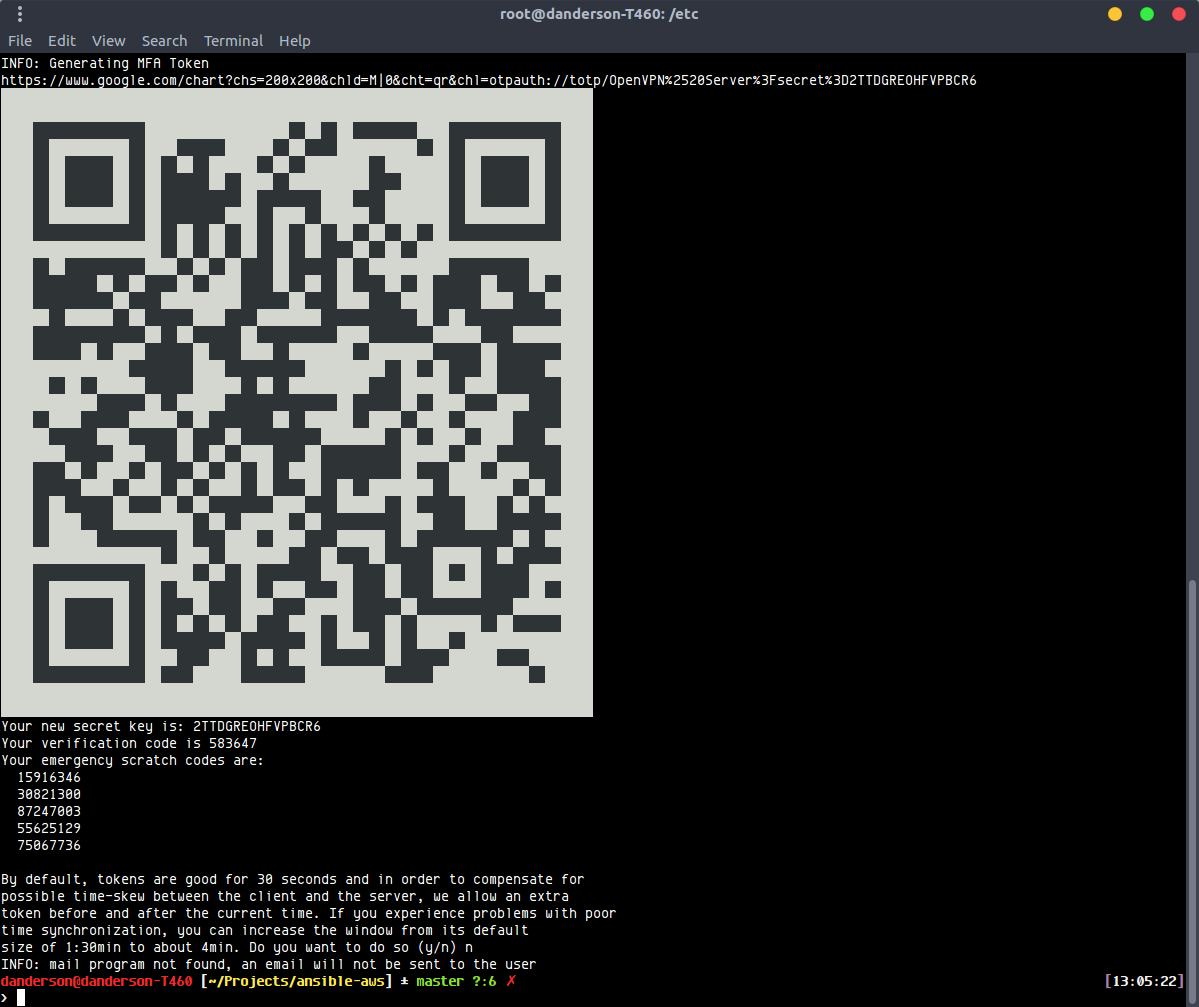 root@danderson-T460: /etc
File Edit View Search Terminal Help
INFO: Generating MFA Token
https://www.google.com/chart?chs=200x200&chld=M|0&cht=qr&chl=otpauth://totp/OpenVPN%2520Server%3Fsecret%3D2TTDGREOHFVPBCR6
Your new secret key is: 2TTDGREOHFVPBCR6
Your verification code is 583647
Your emergency scratch codes are:
15916346
30821300
87247003
55625129
75067736
By default, tokens are good for 30 seconds and in order to compensate for
possible time-skew between the client and the server, we allow an extra
token before and after the current time. If you experience problems with poor
time synchronization, you can increase the window from its default
size of 1:30min to about 4min. Do you want to do so (y/n) n
INFO: mail program not found, an email will not be sent to the user
danderson@danderson-T460 [~/Projects/ansible-aws] ± master ?:6 ✗ [13:05:22]
›